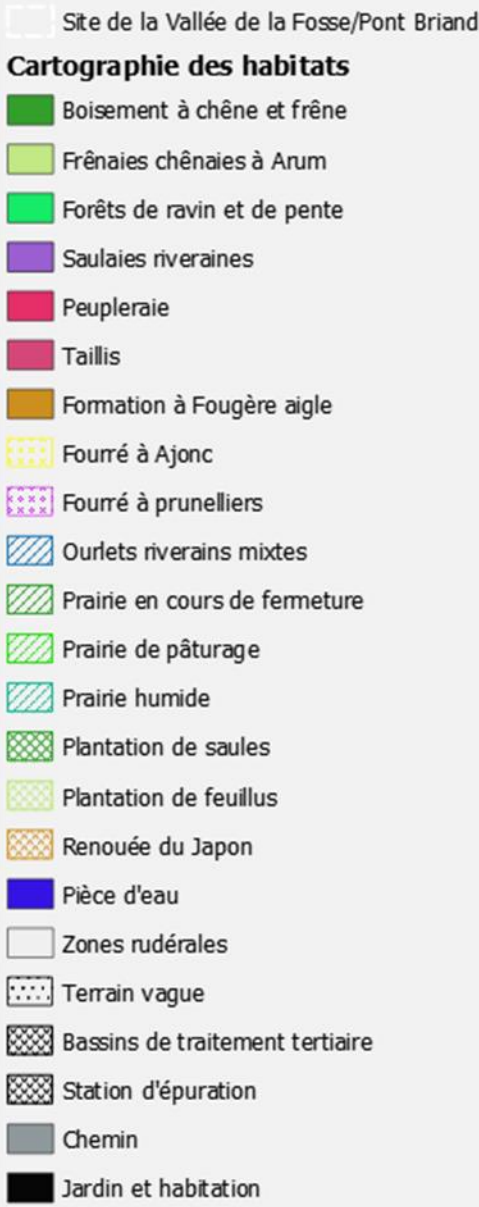 Site de la Vallée de la Fosse/Pont Briand
Cartographie des habitats
Boisement à chêne et frêne
Frênaies chênaies à Arum
Forêts de ravin et de pente
Saulaies riveraines
Peupleraie
Taillis
Formation à Fougère aigle
Fourré à Ajonc
Fourré à prunelliers
Ourlets riverains mixtes
Prairie en cours de fermeture
Prairie de pâturage
Prairie humide
Plantation de saules
Plantation de feuillus
Renouée du Japon
Pièce d'eau
Zones rudérales
Terrain vague
Bassins de traitement tertiaire
Station d'épuration
Chemin
Jardin et habitation